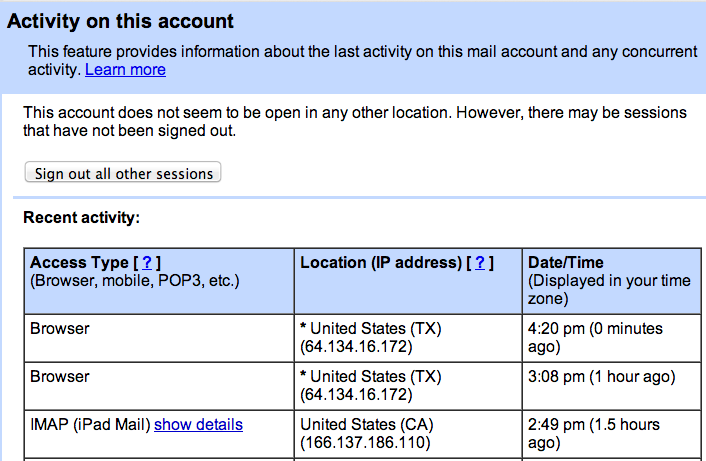 Activity on this account
This feature provides information about the last activity on this mail account and any concurrent
activity. Learn more
This account does not seem to be open in any other location. However, there may be sessions
that have not been signed out.
Sign out all other sessions
Recent activity:
Access Type [ ? ]
(Browser, mobile, POP3, etc.)
Location (IP address) [ ? ]
Date/Time
(Displayed in your time
zone)
Browser
* United States (TX)
(64.134.16.172)
4:20 pm (0 minutes
ago)
Browser
* United States (TX)
(64.134.16.172)
3:08 pm (1 hour ago)
IMAP (iPad Mail) show details
United States (CA)
(166.137.186.110)
2:49 pm (1.5 hours
ago)